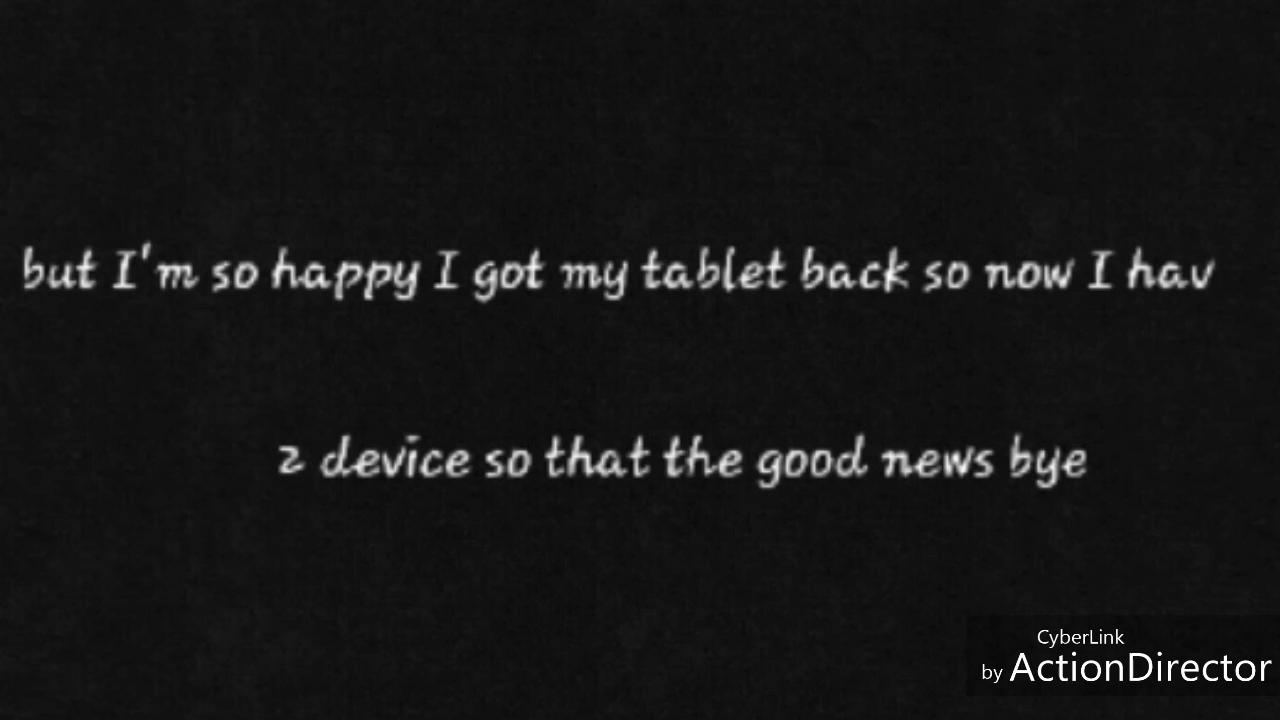 but I'm so happy I got my tablet back so now I hav
2 device so that the good news bye
CyberLink
by ActionDirector